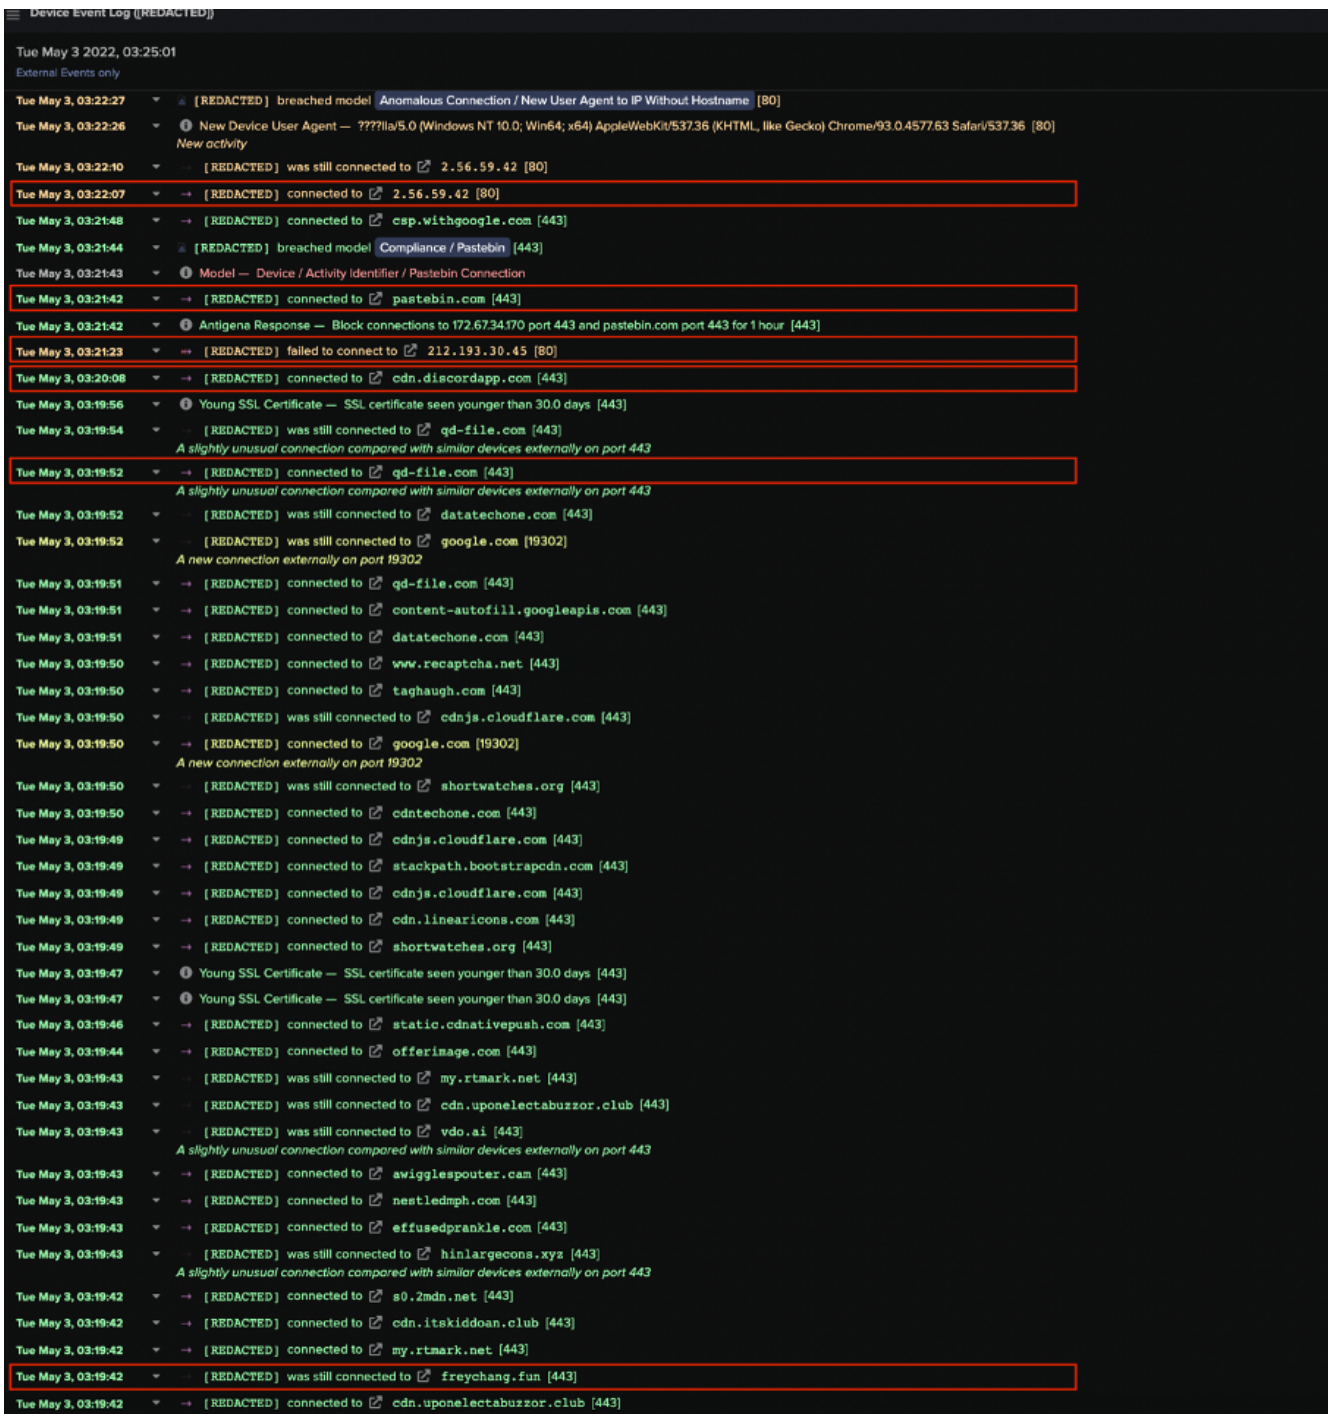 Device Event Log ([REDACTED])
Tue May 3 2022, 03:25:01
External Events only
Tue May 3, 03:22:27 [REDACTED] breached model Anomalous Connection / New User Agent to IP Without Hostname [80]
Tue May 3, 03:22:26 New Device User Agent — ????lla/5.0 (Windows NT 10.0; Win64; x64) AppleWebKit/537.36 (KHTML, like Gecko) Chrome/93.0.4577.63 Safari/537.36 [80]
New activity
Tue May 3, 03:22:10 [REDACTED] was still connected to 2.56.59.42 [80]
Tue May 3, 03:22:07 → [REDACTED] connected to 2.56.59.42 [80]
Tue May 3, 03:21:48 → [REDACTED] connected to csp.withgoogle.com [443]
Tue May 3, 03:21:44 [REDACTED] breached model Compliance / Pastebin [443]
Tue May 3, 03:21:43 Model — Device / Activity Identifier / Pastebin Connection
Tue May 3, 03:21:42 → [REDACTED] connected to pastebin.com [443]
Tue May 3, 03:21:42 Antigena Response — Block connections to 172.67.34.170 port 443 and pastebin.com port 443 for 1 hour [443]
Tue May 3, 03:21:23 → [REDACTED] failed to connect to 212.193.30.45 [80]
Tue May 3, 03:20:08 → [REDACTED] connected to cdn.discordapp.com [443]
Tue May 3, 03:19:56 Young SSL Certificate — SSL certificate seen younger than 30.0 days [443]
Tue May 3, 03:19:54 [REDACTED] was still connected to qd-file.com [443]
A slightly unusual connection compared with similar devices externally on port 443
Tue May 3, 03:19:52 → [REDACTED] connected to qd-file.com [443]
A slightly unusual connection compared with similar devices externally on port 443
Tue May 3, 03:19:52 [REDACTED] was still connected to datatechone.com [443]
Tue May 3, 03:19:52 [REDACTED] was still connected to google.com [19302]
A new connection externally on port 19302
Tue May 3, 03:19:51 → [REDACTED] connected to qd-file.com [443]
Tue May 3, 03:19:51 → [REDACTED] connected to content-autofill.googleapis.com [443]
Tue May 3, 03:19:51 → [REDACTED] connected to datatechone.com [443]
Tue May 3, 03:19:50 → [REDACTED] connected to www.recaptcha.net [443]
Tue May 3, 03:19:50 → [REDACTED] connected to taghaugh.com [443]
Tue May 3, 03:19:50 [REDACTED] was still connected to cdnjs.cloudflare.com [443]
Tue May 3, 03:19:50 → [REDACTED] connected to google.com [19302]
A new connection externally on port 19302
Tue May 3, 03:19:50 [REDACTED] was still connected to shortwatches.org [443]
Tue May 3, 03:19:50 → [REDACTED] connected to cdntechone.com [443]
Tue May 3, 03:19:49 → [REDACTED] connected to cdnjs.cloudflare.com [443]
Tue May 3, 03:19:49 → [REDACTED] connected to stackpath.bootstrapcdn.com [443]
Tue May 3, 03:19:49 → [REDACTED] connected to cdnjs.cloudflare.com [443]
Tue May 3, 03:19:49 → [REDACTED] connected to cdn.linearicons.com [443]
Tue May 3, 03:19:49 → [REDACTED] connected to shortwatches.org [443]
Tue May 3, 03:19:47 Young SSL Certificate — SSL certificate seen younger than 30.0 days [443]
Tue May 3, 03:19:47 Young SSL Certificate — SSL certificate seen younger than 30.0 days [443]
Tue May 3, 03:19:46 → [REDACTED] connected to static.cdnativepush.com [443]
Tue May 3, 03:19:44 → [REDACTED] connected to offerimage.com [443]
Tue May 3, 03:19:43 [REDACTED] was still connected to my.rtmark.net [443]
Tue May 3, 03:19:43 [REDACTED] was still connected to cdn.uponelectabuzzor.club [443]
Tue May 3, 03:19:43 [REDACTED] was still connected to vdo.ai [443]
A slightly unusual connection compared with similar devices externally on port 443
Tue May 3, 03:19:43 → [REDACTED] connected to awigglespouter.cam [443]
Tue May 3, 03:19:43 → [REDACTED] connected to nestledmph.com [443]
Tue May 3, 03:19:43 → [REDACTED] connected to effusedprankle.com [443]
Tue May 3, 03:19:43 [REDACTED] was still connected to hinlargecons.xyz [443]
A slightly unusual connection compared with similar devices externally on port 443
Tue May 3, 03:19:42 → [REDACTED] connected to s0.2mdn.net [443]
Tue May 3, 03:19:42 → [REDACTED] connected to cdn.itskiddoan.club [443]
Tue May 3, 03:19:42 → [REDACTED] connected to my.rtmark.net [443]
Tue May 3, 03:19:42 [REDACTED] was still connected to freychang.fun [443]
Tue May 3, 03:19:42 → [REDACTED] connected to cdn.uponelectabuzzor.club [443]